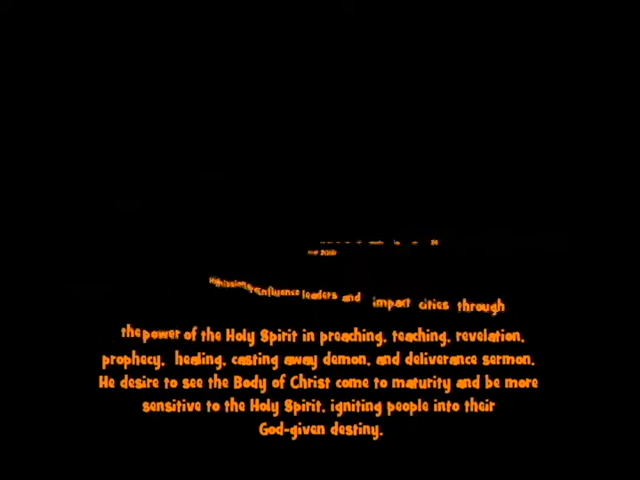 His mission is to influence leaders and impact cities through
the power of the Holy Spirit in preaching, teaching, revelation,
prophecy, healing, casting away demon, and deliverance sermon.
He desire to see the Body of Christ come to maturity and be more
sensitive to the Holy Spirit, igniting people into their
God-given destiny.